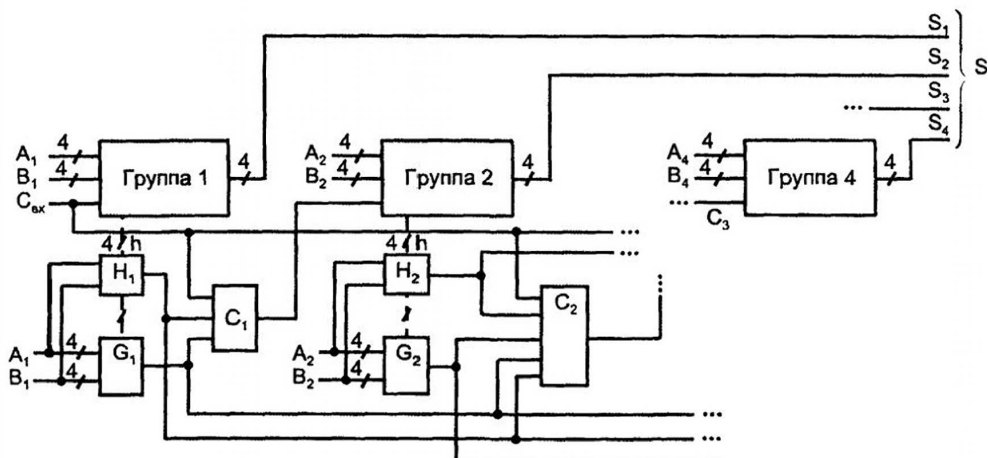 S₁
S₂
S₃
S₄
S
4
A₁
4
B₁
Cвх
Группа 1
4
4
A₂
4
B₂
Группа 2
4
4
A₄
4
B₄
...
C₃
Группа 4
4
...
4 h
H₁
C₁
4 h
H₂
C₂
...
...
...
A₁
4
B₁
4
G₁
A₂
4
B₂
4
G₂
...
...